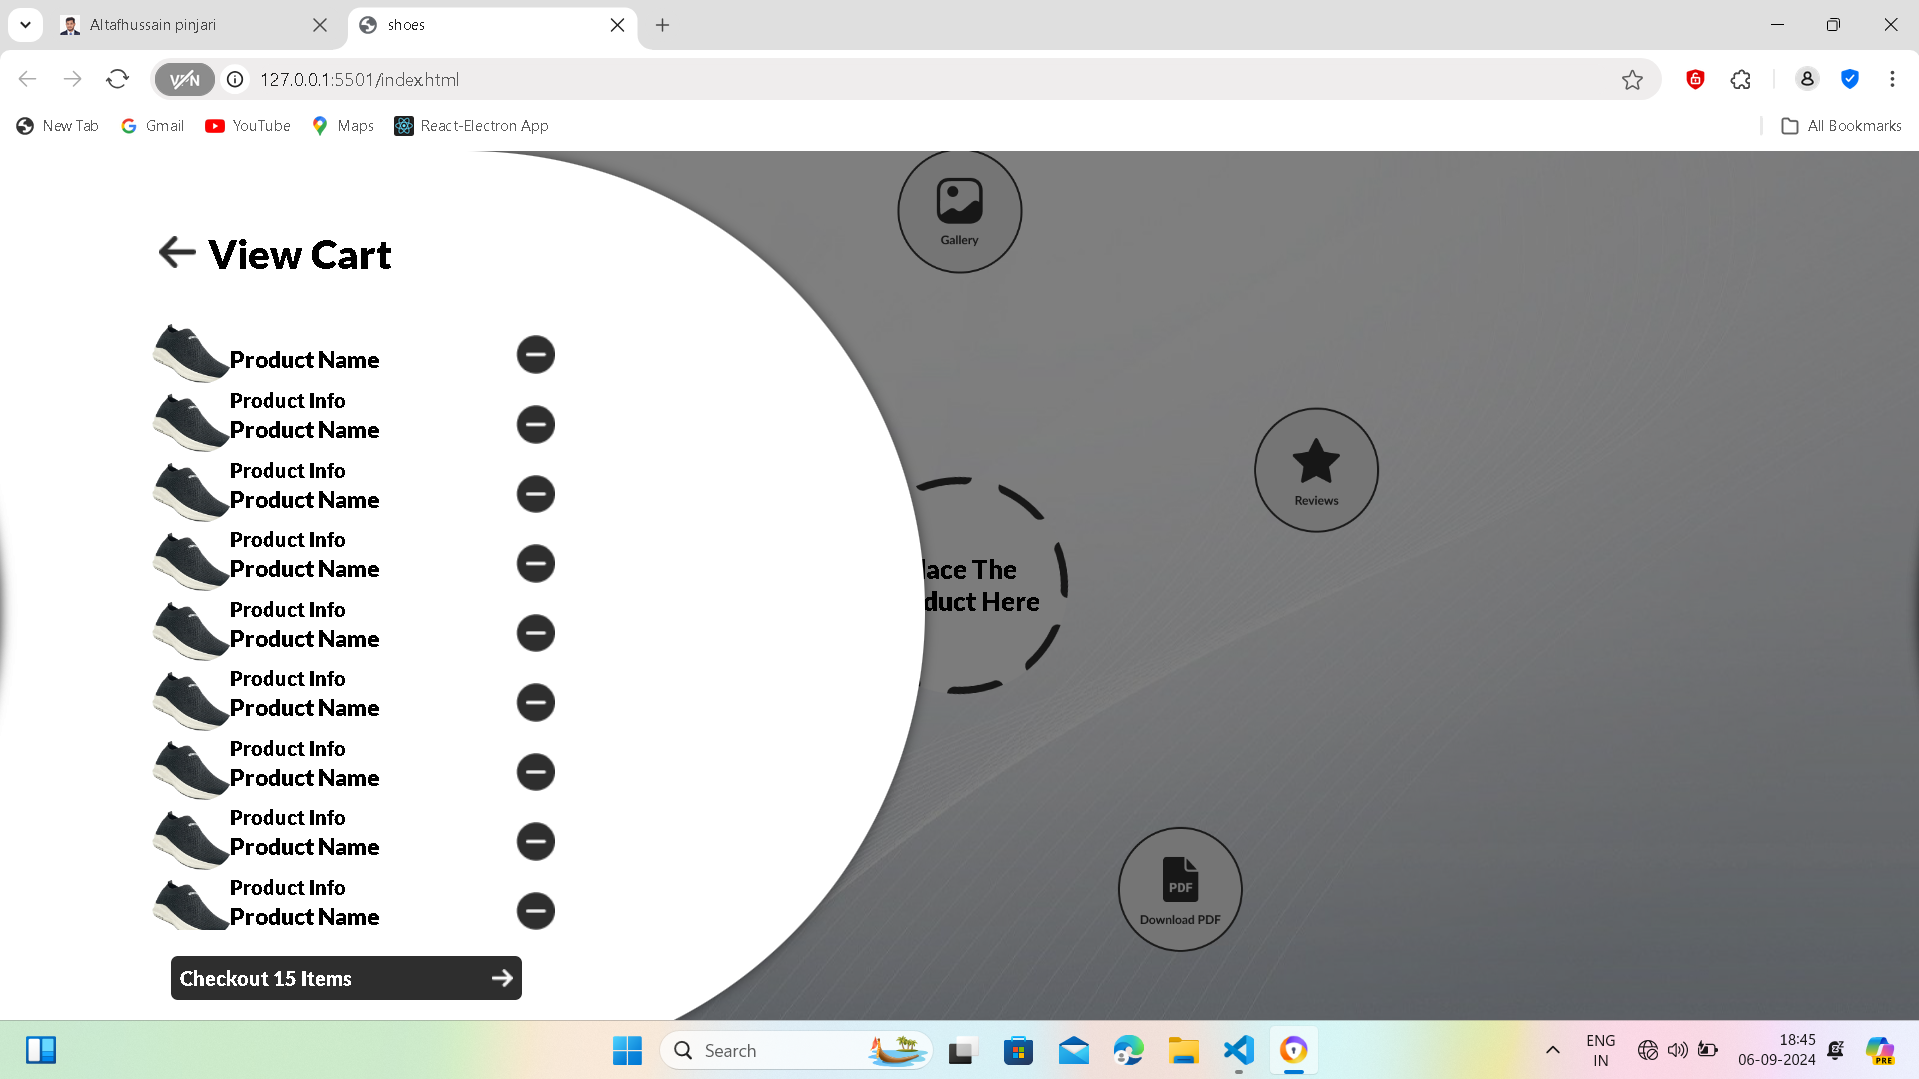 Altafhussain pinjari
shoes
VPN
127.0.0.1:5501/index.html
New Tab
Gmail
YouTube
Maps
React-Electron App
All Bookmarks
View Cart
Product Name
Product Info
Product Name
Product Info
Product Name
Product Info
Product Name
Product Info
Product Name
Product Info
Product Name
Product Info
Product Name
Product Info
Product Name
Product Info
Product Name
Checkout 15 Items
Gallery
Reviews
lace The
duct Here
PDF
Download PDF
Search
ENG
IN
18:45
06-09-2024
PRE